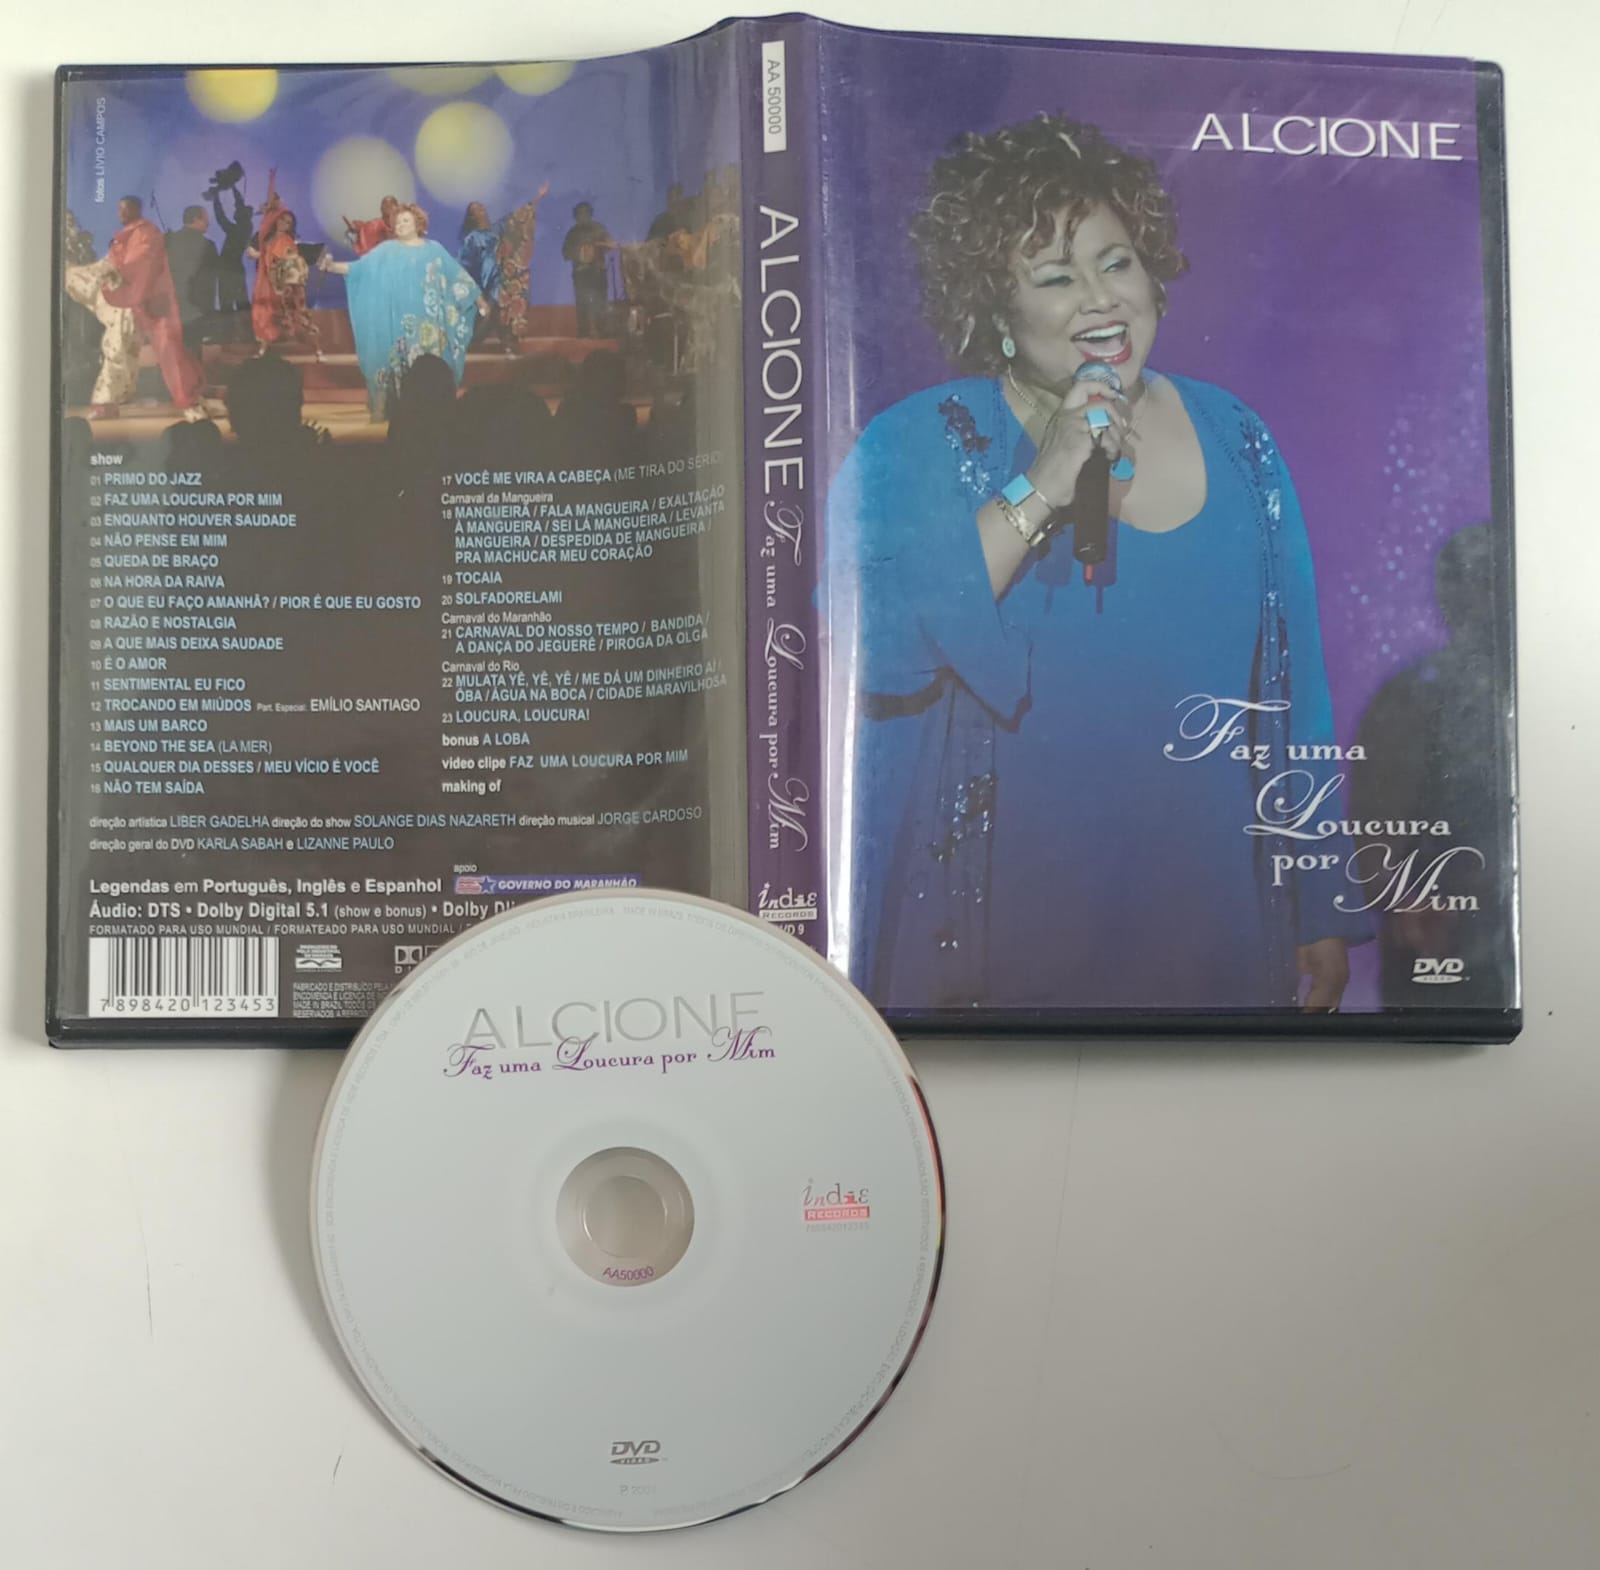 fotos LÍVIO CAMPOS
show
01 PRIMO DO JAZZ
02 FAZ UMA LOUCURA POR MIM
03 ENQUANTO HOUVER SAUDADE
04 NÃO PENSE EM MIM
05 QUEDA DE BRAÇO
06 NA HORA DA RAIVA
07 O QUE EU FAÇO AMANHÃ? / PIOR É QUE EU GOSTO
08 RAZÃO E NOSTALGIA
09 A QUE MAIS DEIXA SAUDADE
10 É O AMOR
11 SENTIMENTAL EU FICO
12 TROCANDO EM MIÚDOS Part. Especial: EMÍLIO SANTIAGO
13 MAIS UM BARCO
14 BEYOND THE SEA (LA MER)
15 QUALQUER DIA DESSES / MEU VÍCIO É VOCÊ
16 NÃO TEM SAÍDA
17 VOCÊ ME VIRA A CABEÇA (ME TIRA DO SÉRIO)
Carnaval da Mangueira
18 MANGUEIRA / FALA MANGUEIRA / EXALTAÇÃO
À MANGUEIRA / SEI LÁ MANGUEIRA / LEVANTA
MANGUEIRA / DESPEDIDA DE MANGUEIRA /
PRA MACHUCAR MEU CORAÇÃO
19 TOCAIA
20 SOLFADORELAMI
Carnaval do Maranhão
21 CARNAVAL DO NOSSO TEMPO / BANDIDA /
A DANÇA DO JEGUERÊ / PIROGA DA OLGA
Carnaval do Rio
22 MULATA YÊ, YÊ, YÊ / ME DÁ UM DINHEIRO AÍ /
ÔBA / ÁGUA NA BOCA / CIDADE MARAVILHOSA
23 LOUCURA, LOUCURA!
bonus A LOBA
video clipe FAZ UMA LOUCURA POR MIM
making of
direção artística LIBER GADELHA direção do show SOLANGE DIAS NAZARETH direção musical JORGE CARDOSO
direção geral do DVD KARLA SABAH e LIZANNE PAULO
apoio
GOVERNO DO MARANHÃO
Legendas em Português, Inglês e Espanhol
Áudio: DTS • Dolby Digital 5.1 (show e bonus) • Dolby
FORMATADO PARA USO MUNDIAL / FORMATEADO PARA USO MUNDIAL /
7 898420 123453
AA 50000
ALCIONE Faz uma Loucura por Mim
indie
RECORDS
DVD 9
ALCIONE
Faz uma
Loucura
por Mim
DVD
VIDEO
ALCIONE
Faz uma Loucura por Mim
indie
RECORDS
AA50000
DVD
VIDEO